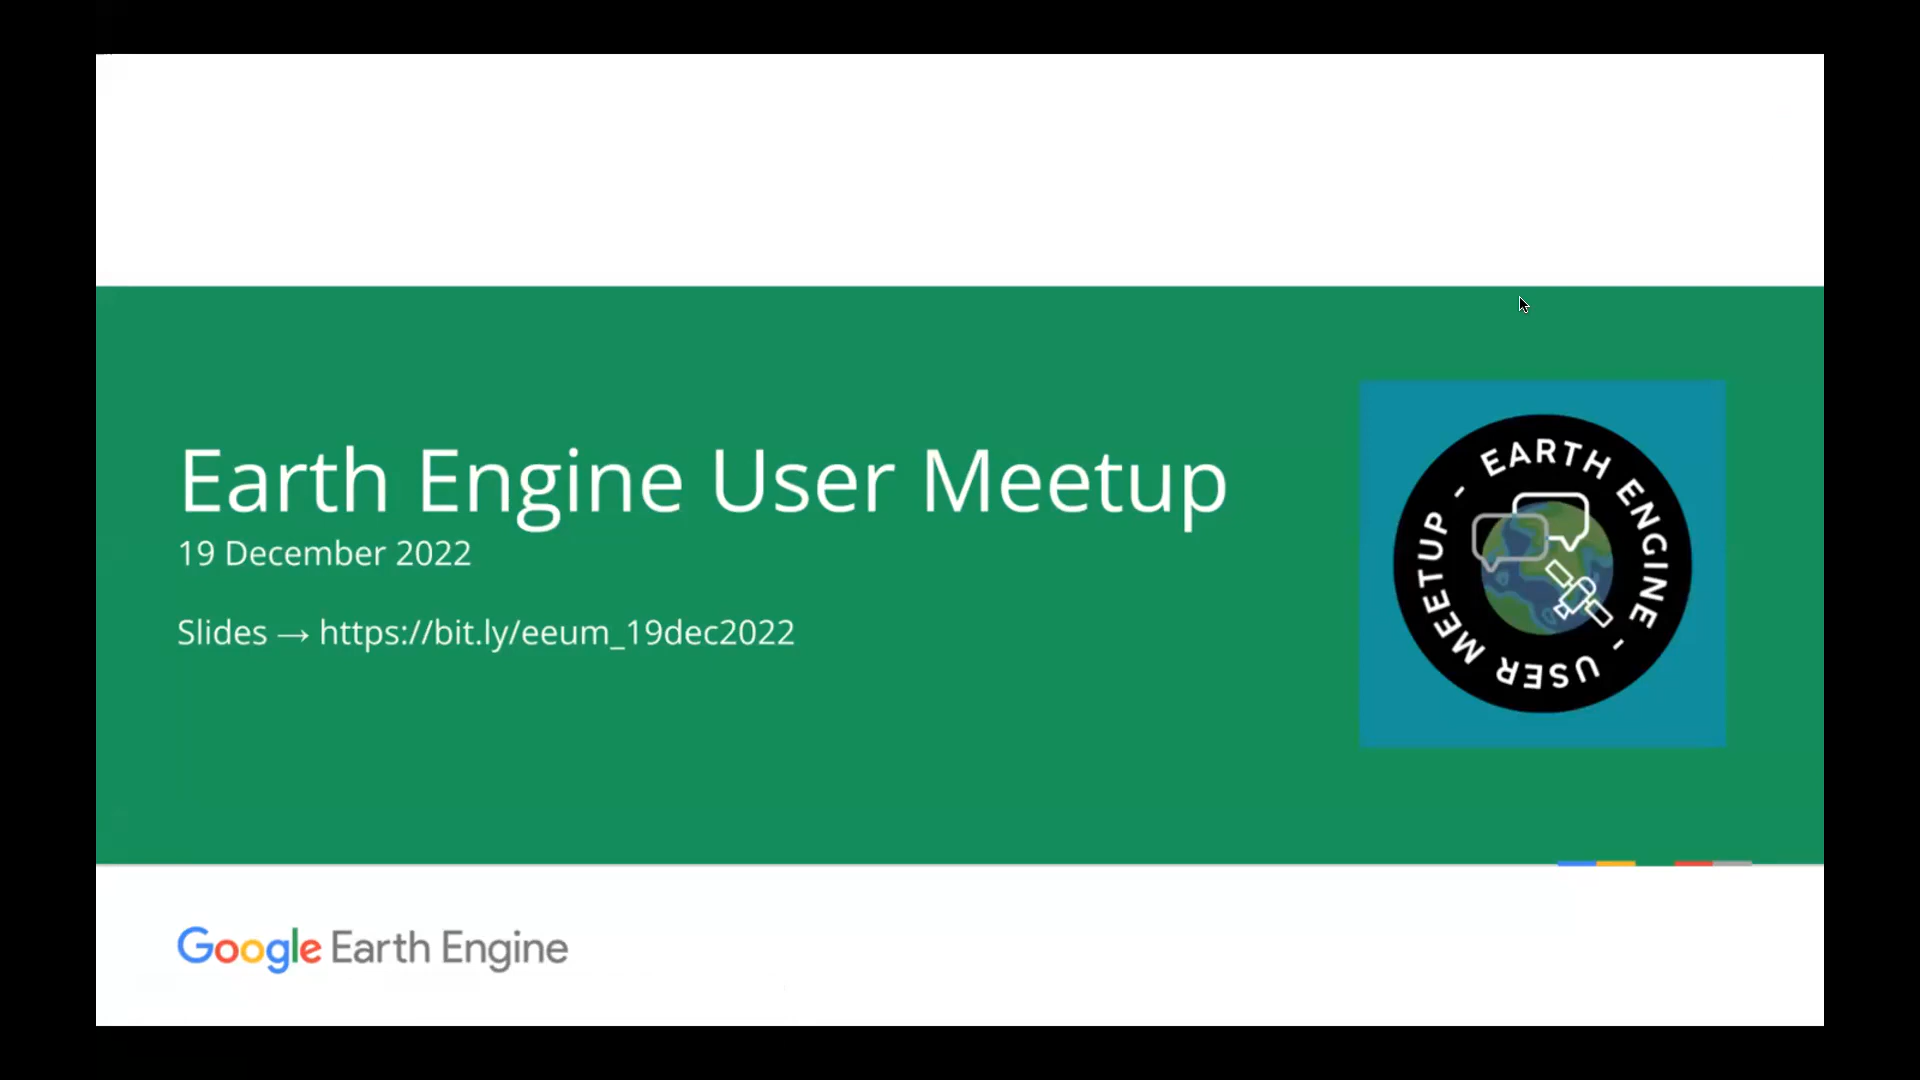 Earth Engine User Meetup
19 December 2022
Slides → https://bit.ly/eeum_19dec2022
EARTH ENGINE - USER MEETUP -
Google Earth Engine